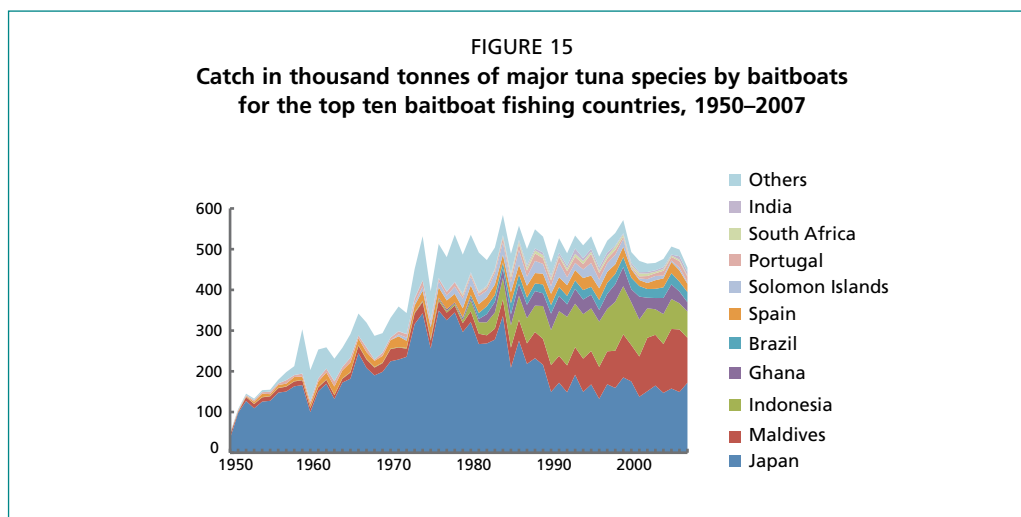 FIGURE 15
Catch in thousand tonnes of major tuna species by baitboats
for the top ten baitboat fishing countries, 1950–2007
600
500
400
300
200
100
0
1950 1960 1970 1980 1990 2000
Others
India
South Africa
Portugal
Solomon Islands
Spain
Brazil
Ghana
Indonesia
Maldives
Japan